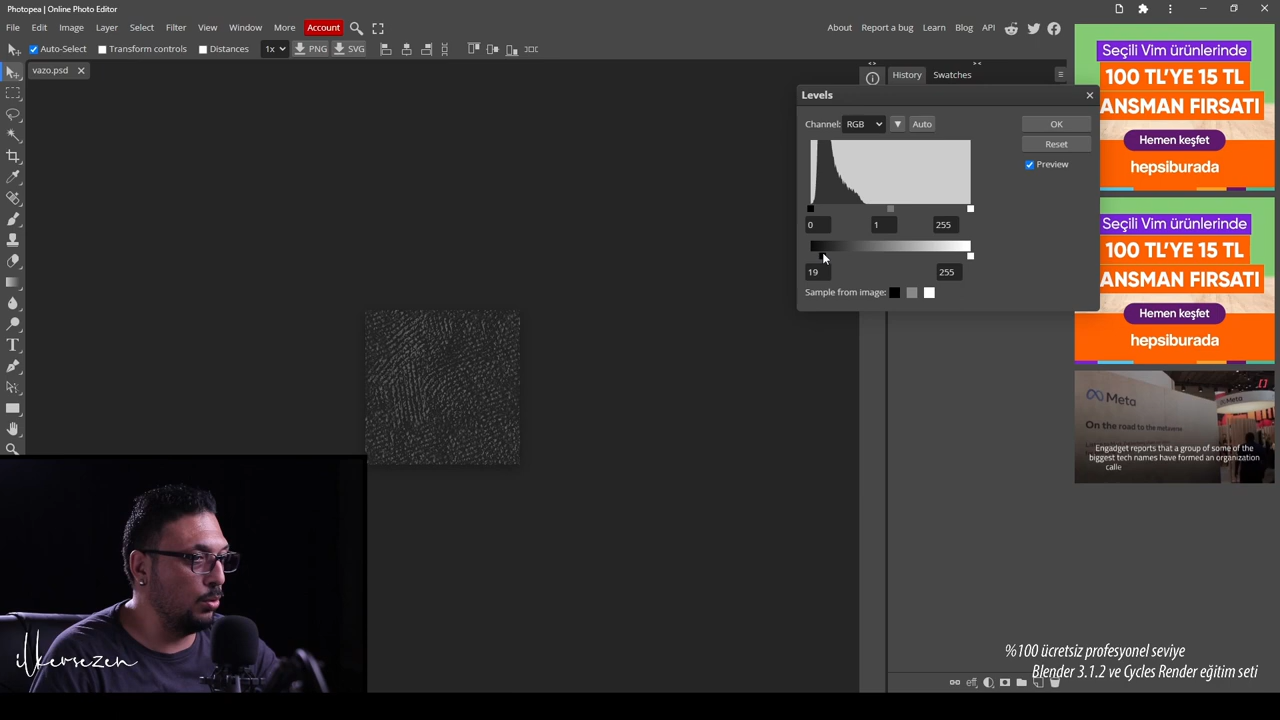 Photopea | Online Photo Editor
File Edit Image Layer Select Filter View Window More Account
About Report a bug Learn Blog API
Auto-Select Transform controls Distances 1x PNG SVG
vazo.psd
History Swatches
Levels
Channel: RGB Auto
OK
Reset
Preview
0 1 255
19 255
Sample from image:
Seçili Vim ürünlerinde
100 TL'YE 15 TL
ANSMAN FIRSATI
Hemen keşfet
hepsiburada
Seçili Vim ürünlerinde
100 TL'YE 15 TL
ANSMAN FIRSATI
Hemen keşfet
hepsiburada
Meta
On the road to the metaverse
Engadget reports that a group of some of the
biggest tech names have formed an organization
calle
ilkersezen
%100 ücretsiz profesyonel seviye
Blender 3.1.2 ve Cycles Render eğitim seti
eff